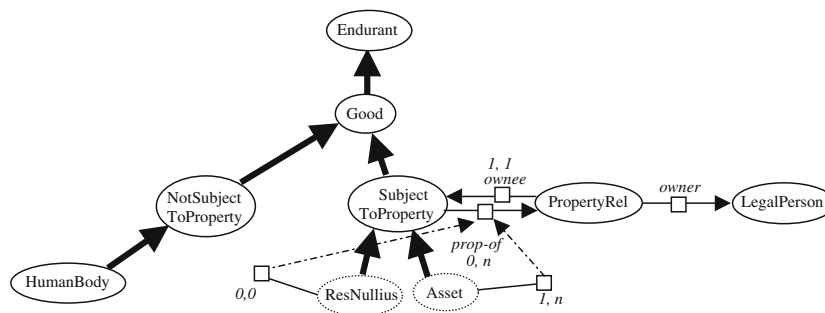 Endurant
Good
NotSubject
ToProperty
Subject
ToProperty
1, 1
ownee
PropertyRel
owner
LegalPerson
prop-of
0, n
HumanBody
0,0
ResNullius
Asset
1, n